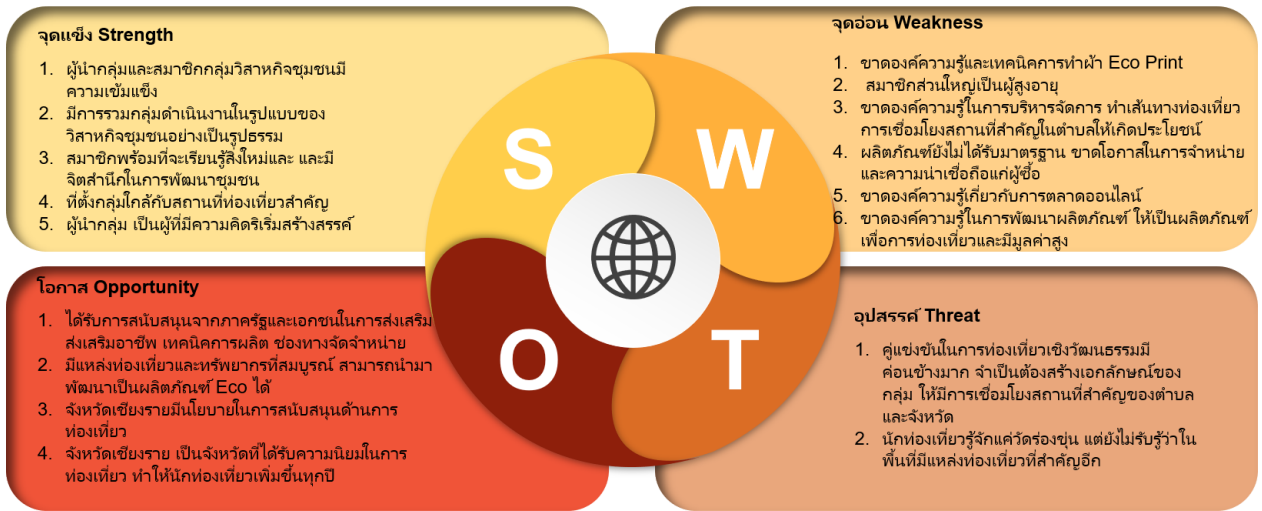 จุดแข็ง Strength
1. ผู้นำกลุ่มและสมาชิกกลุ่มวิสาหกิจชุมชนมี
ความเข้มแข็ง
2. มีการรวมกลุ่มดำเนินงานในรูปแบบของ
วิสาหกิจชุมชนอย่างเป็นรูปธรรม
3. สมาชิกพร้อมที่จะเรียนรู้สิ่งใหม่และ และมี
จิตสำนึกในการพัฒนาชุมชน
4. ที่ตั้งกลุ่มใกล้กับสถานที่ท่องเที่ยวสำคัญ
5. ผู้นำกลุ่ม เป็นผู้ที่มีความคิดริเริ่มสร้างสรรค์
จุดอ่อน Weakness
1. ขาดองค์ความรู้และเทคนิคการทำผ้า Eco Print
2. สมาชิกส่วนใหญ่เป็นผู้สูงอายุ
3. ขาดองค์ความรู้ในการบริหารจัดการ ทำเส้นทางท่องเที่ยว
การเชื่อมโยงสถานที่สำคัญในตำบลให้เกิดประโยชน์
4. ผลิตภัณฑ์ยังไม่ได้รับมาตรฐาน ขาดโอกาสในการจำหน่าย
และความน่าเชื่อถือแก่ผู้ซื้อ
5. ขาดองค์ความรู้เกี่ยวกับการตลาดออนไลน์
6. ขาดองค์ความรู้ในการพัฒนาผลิตภัณฑ์ ให้เป็นผลิตภัณฑ์
เพื่อการท่องเที่ยวและมีมูลค่าสูง
S
W
O
T
โอกาส Opportunity
1. ได้รับการสนับสนุนจากภาครัฐและเอกชนในการส่งเสริม
ส่งเสริมอาชีพ เทคนิคการผลิต ช่องทางจัดจำหน่าย
2. มีแหล่งท่องเที่ยวและทรัพยากรที่สมบูรณ์ สามารถนำมา
พัฒนาเป็นผลิตภัณฑ์ Eco ได้
3. จังหวัดเชียงรายมีนโยบายในการสนับสนุนด้านการ
ท่องเที่ยว
4. จังหวัดเชียงราย เป็นจังหวัดที่ได้รับความนิยมในการ
ท่องเที่ยว ทำให้นักท่องเที่ยวเพิ่มขึ้นทุกปี
อุปสรรค์ Threat
1. คู่แข่งขันในการท่องเที่ยวเชิงวัฒนธรรมมี
ค่อนข้างมาก จำเป็นต้องสร้างเอกลักษณ์ของ
กลุ่ม ให้มีการเชื่อมโยงสถานที่สำคัญของตำบล
และจังหวัด
2. นักท่องเที่ยวรู้จักแค่วัดร่องขุ่น แต่ยังไม่รับรู้ว่าใน
พื้นที่มีแหล่งท่องเที่ยวที่สำคัญอีก